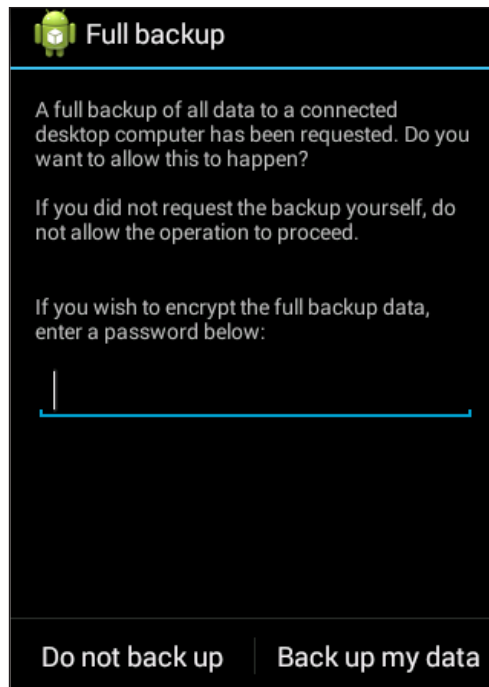 Full backup
A full backup of all data to a connected
desktop computer has been requested. Do you
want to allow this to happen?
If you did not request the backup yourself, do
not allow the operation to proceed.
If you wish to encrypt the full backup data,
enter a password below:
Do not back up
Back up my data